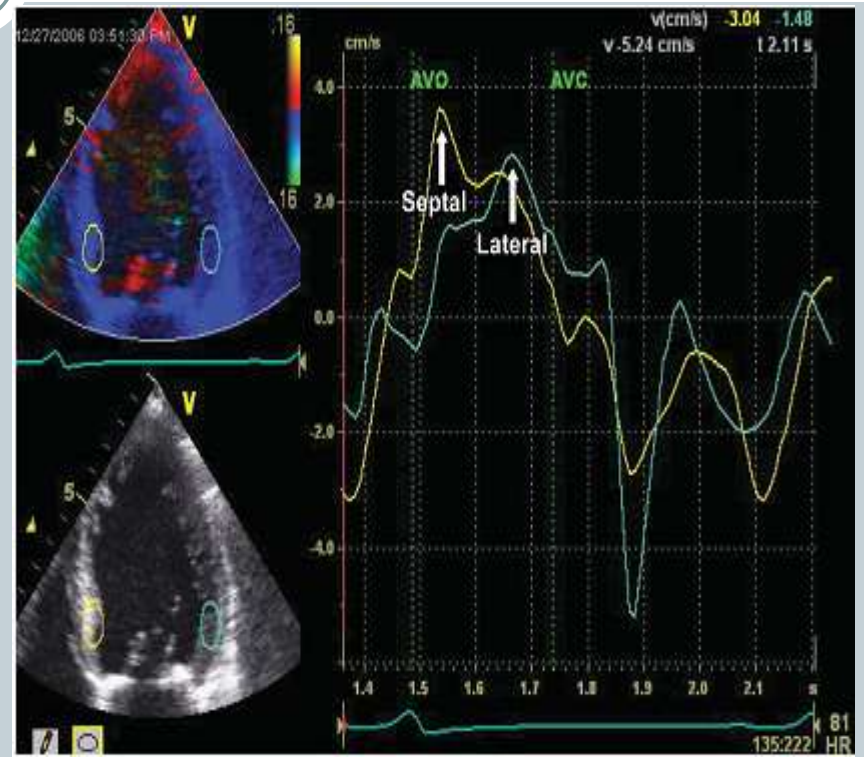 12/27/2006 03:51:30 PM
V
16
5
16
V
5
v(cm/s) -3.04 -1.48
v -5.24 cm/s t 2.11 s
cm/s
AVO AVC
4.0
2.0
0.0
-2.0
-4.0
Septal
Lateral
1.4 1.5 1.6 1.7 1.8 1.9 2.0 2.1 s
81
135:222 HR